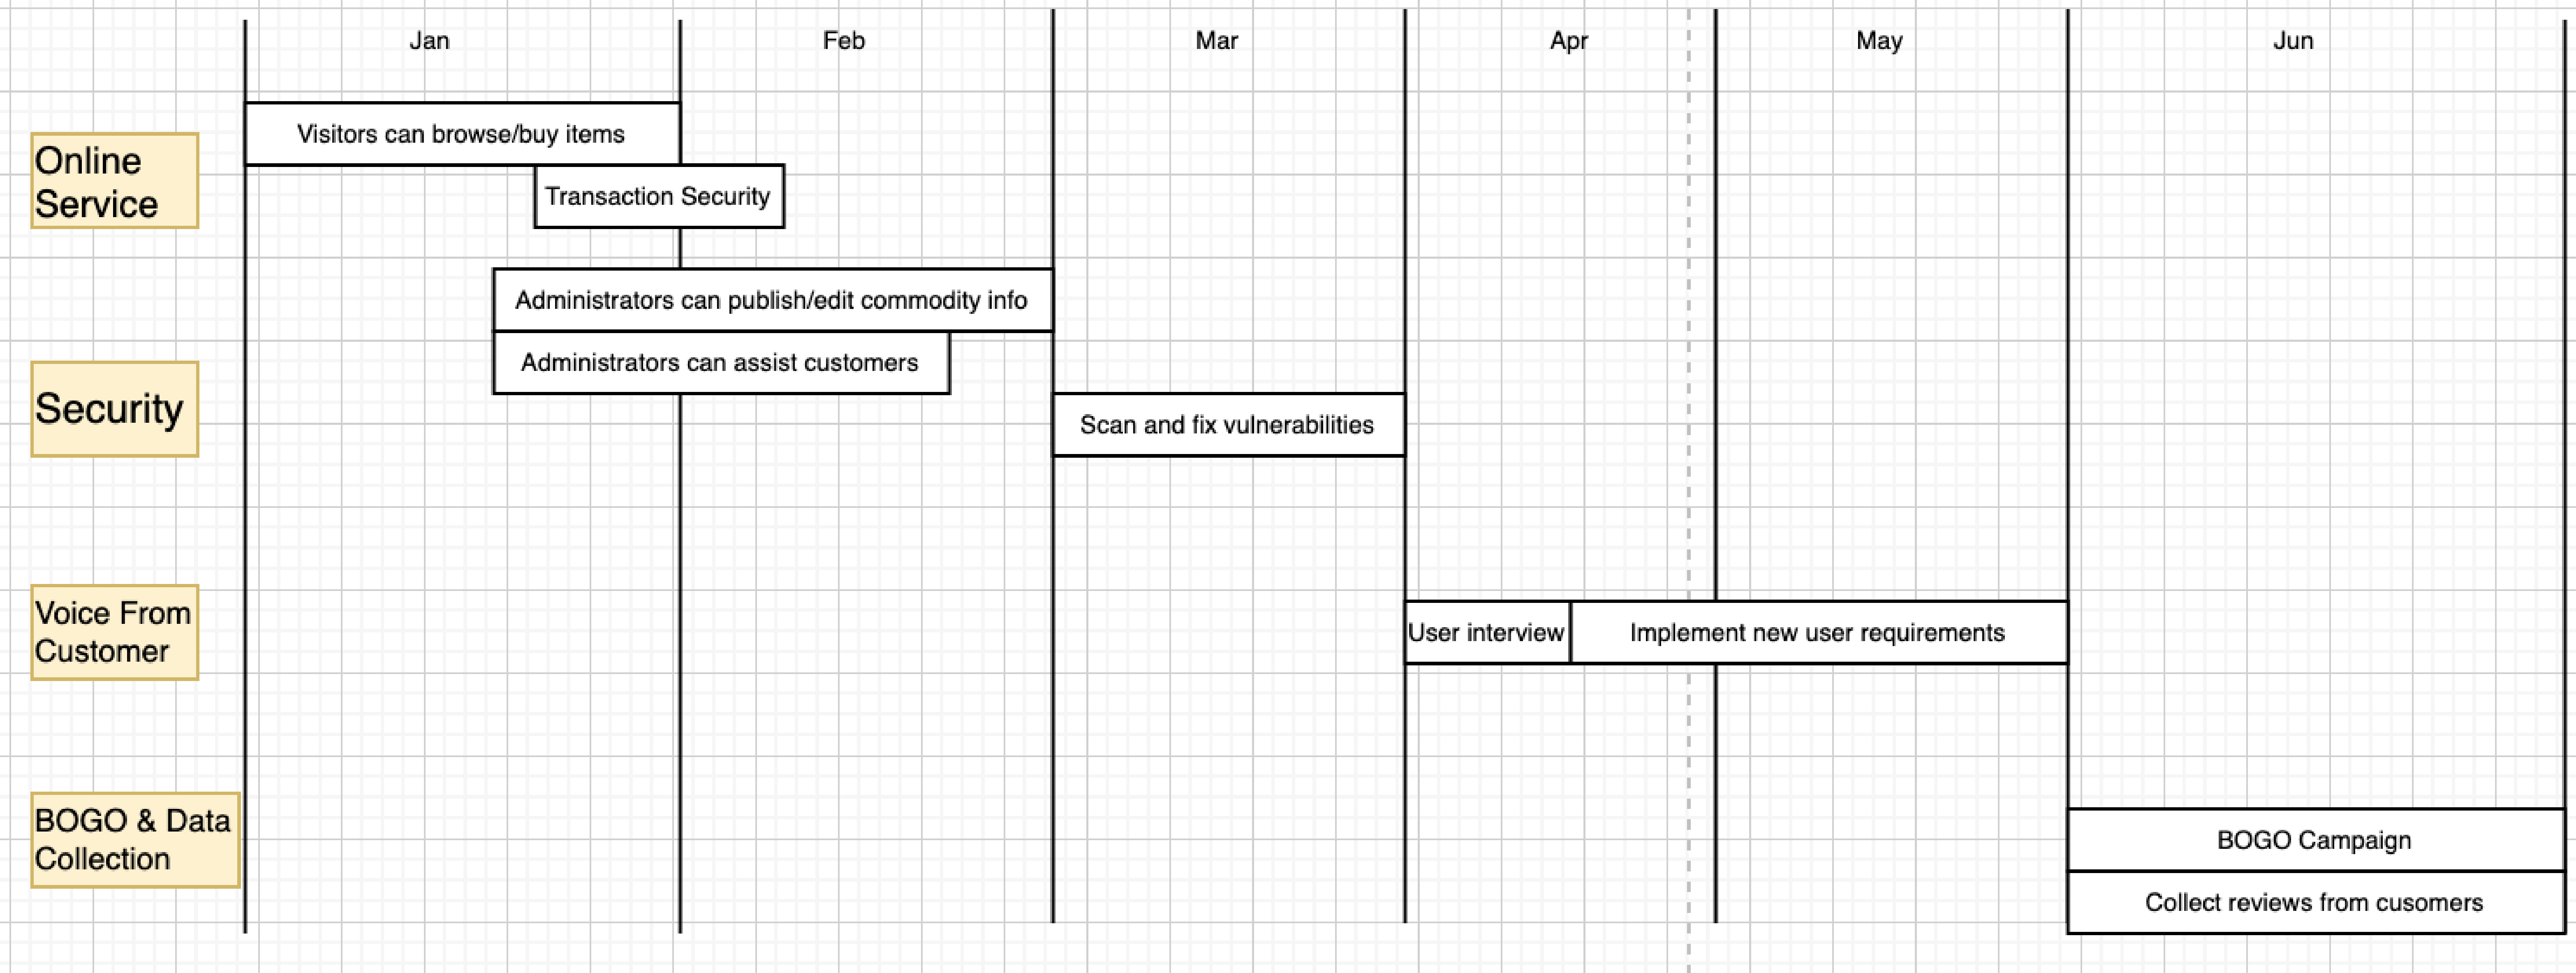 Jan
Feb
Mar
Apr
May
Jun
Online
Service
Visitors can browse/buy items
Transaction Security
Administrators can publish/edit commodity info
Administrators can assist customers
Security
Scan and fix vulnerabilities
Voice From
Customer
User interview
Implement new user requirements
BOGO & Data
Collection
BOGO Campaign
Collect reviews from cusomers